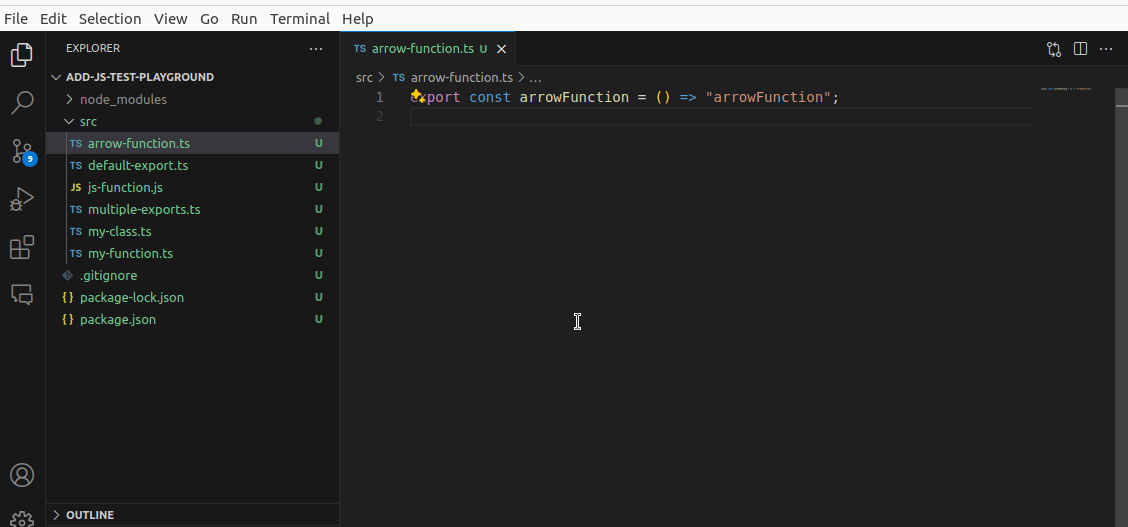 File Edit Selection View Go Run Terminal Help
EXPLORER ...
ADD-JS-TEST-PLAYGROUND
node_modules
src
TS arrow-function.ts U
TS default-export.ts U
JS js-function.js U
TS multiple-exports.ts U
TS my-class.ts U
TS my-function.ts U
.gitignore U
{} package-lock.json U
{} package.json U
OUTLINE
9
TS arrow-function.ts U
...
src > TS arrow-function.ts > ...
1 export const arrowFunction = () => "arrowFunction";
2